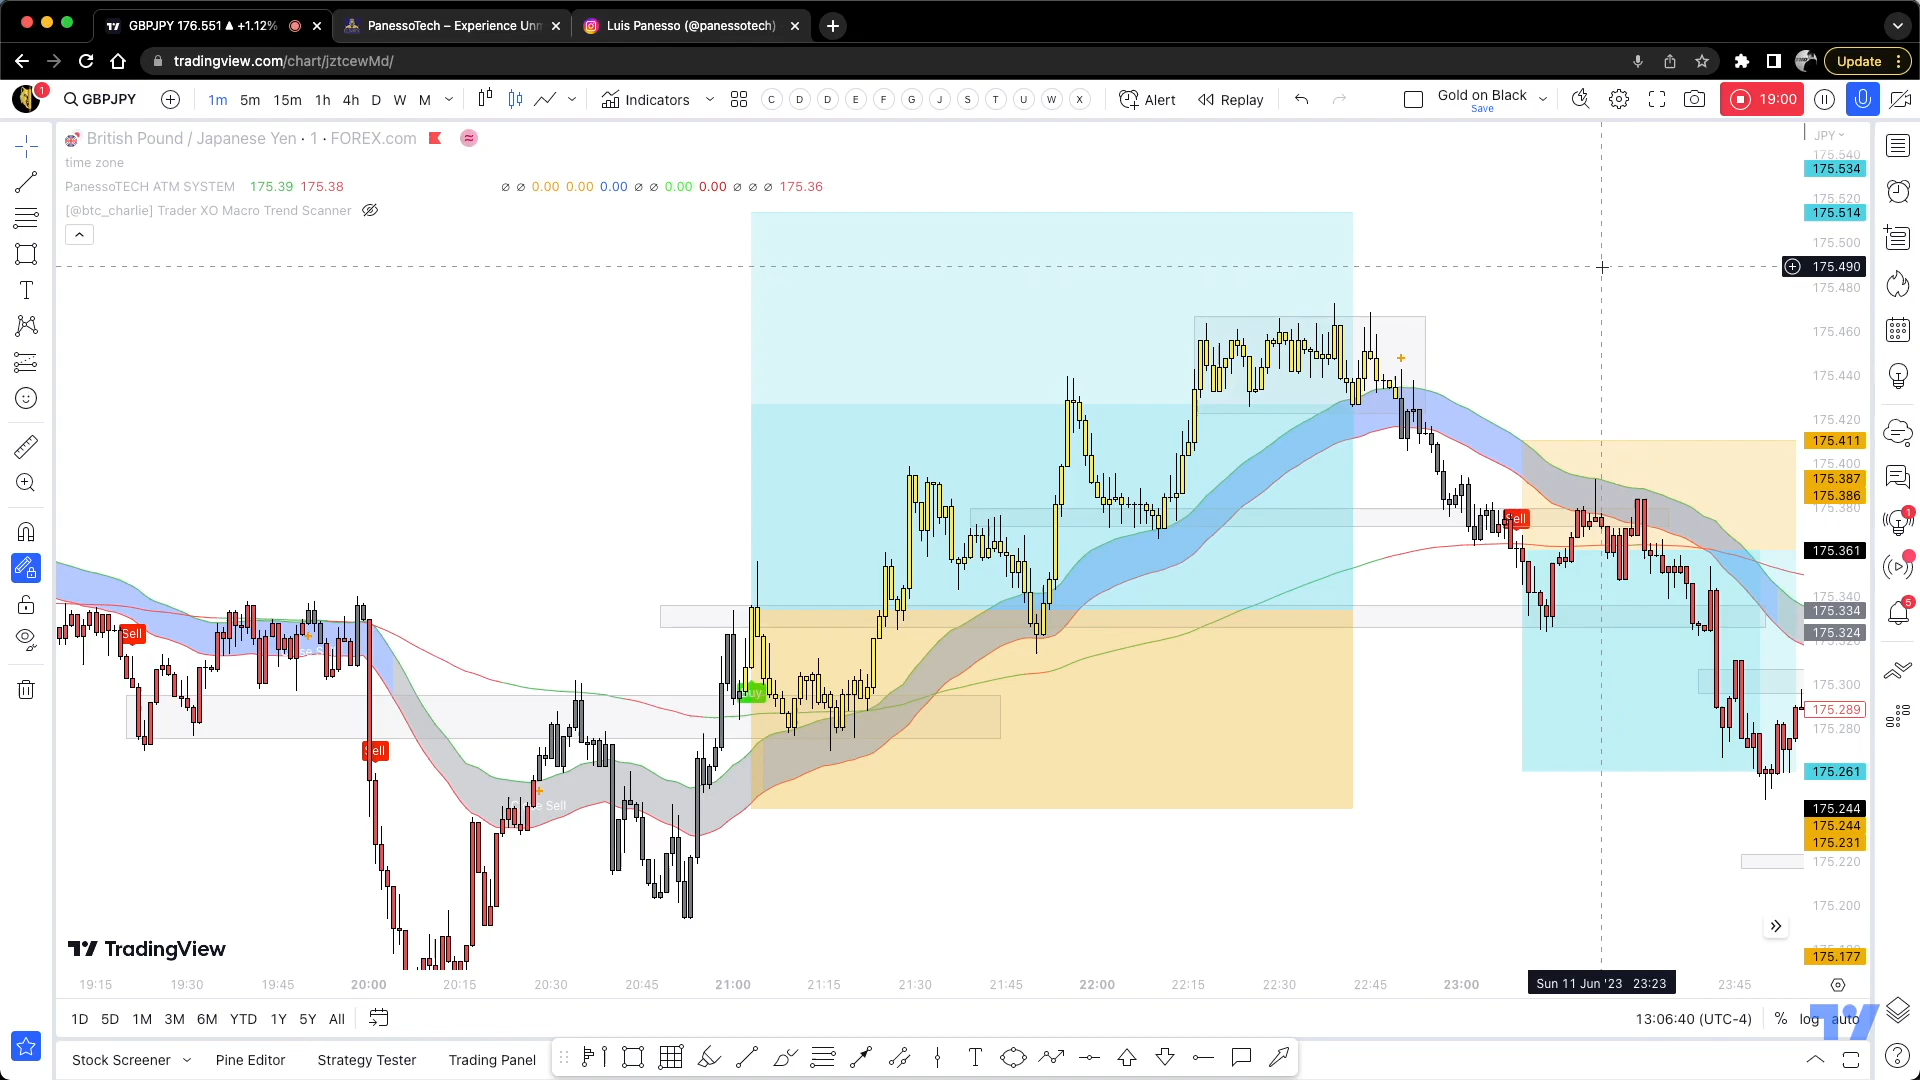 GBPJPY 176.551 ▲ +1.12%
PanessoTech – Experience Unm
Luis Panesso (@panessotech)
tradingview.com/chart/jztcewMd/
Update
1
GBPJPY
1m 5m 15m 1h 4h D W M
Indicators
C D D E F G J S T U W X
Alert
Replay
Gold on Black
Save
19:00
British Pound / Japanese Yen · 1 · FOREX.com
JPY
time zone
PanessoTECH ATM SYSTEM 175.39 175.38 ∅ ∅ 0.00 0.00 0.00 ∅ ∅ 0.00 0.00 ∅ ∅ ∅ 175.36
[@btc_charlie] Trader XO Macro Trend Scanner
175.540
175.534
175.520
175.514
175.500
175.490
175.480
175.460
175.440
175.420
175.411
175.400
175.387
175.386
175.380
175.361
175.340
175.334
175.324
175.300
175.289
175.280
175.261
175.244
175.244
175.231
175.220
175.200
175.177
Sell
Sell
Sell
Sell
1
5
TradingView
19:15 19:30 19:45 20:00 20:15 20:30 20:45 21:00 21:15 21:30 21:45 22:00 22:15 22:30 22:45 23:00 Sun 11 Jun '23 23:23 23:45
1D 5D 1M 3M 6M YTD 1Y 5Y All
13:06:40 (UTC-4) % log auto
Stock Screener Pine Editor Strategy Tester Trading Panel